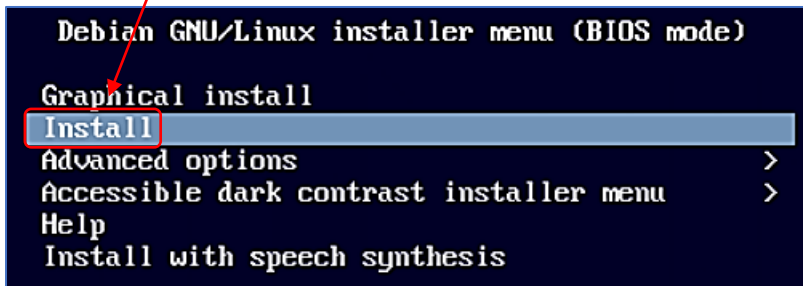 Debian GNU/Linux installer menu (BIOS mode)
Graphical install
Install
Advanced options >
Accessible dark contrast installer menu >
Help
Install with speech synthesis